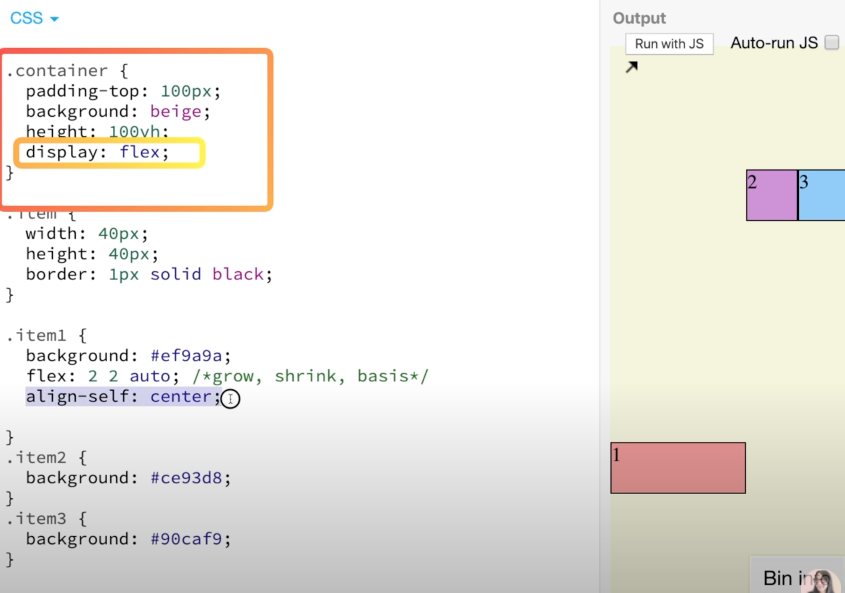 CSS
.container {
padding-top: 100px;
background: beige;
height: 100vh;
display: flex;
}
.item {
width: 40px;
height: 40px;
border: 1px solid black;
}
.item1 {
background: #ef9a9a;
flex: 2 2 auto; /*grow, shrink, basis*/
align-self: center;
}
.item2 {
background: #ce93d8;
}
.item3 {
background: #90caf9;
}
Output
Run with JS Auto-run JS
2 3
1
Bin in